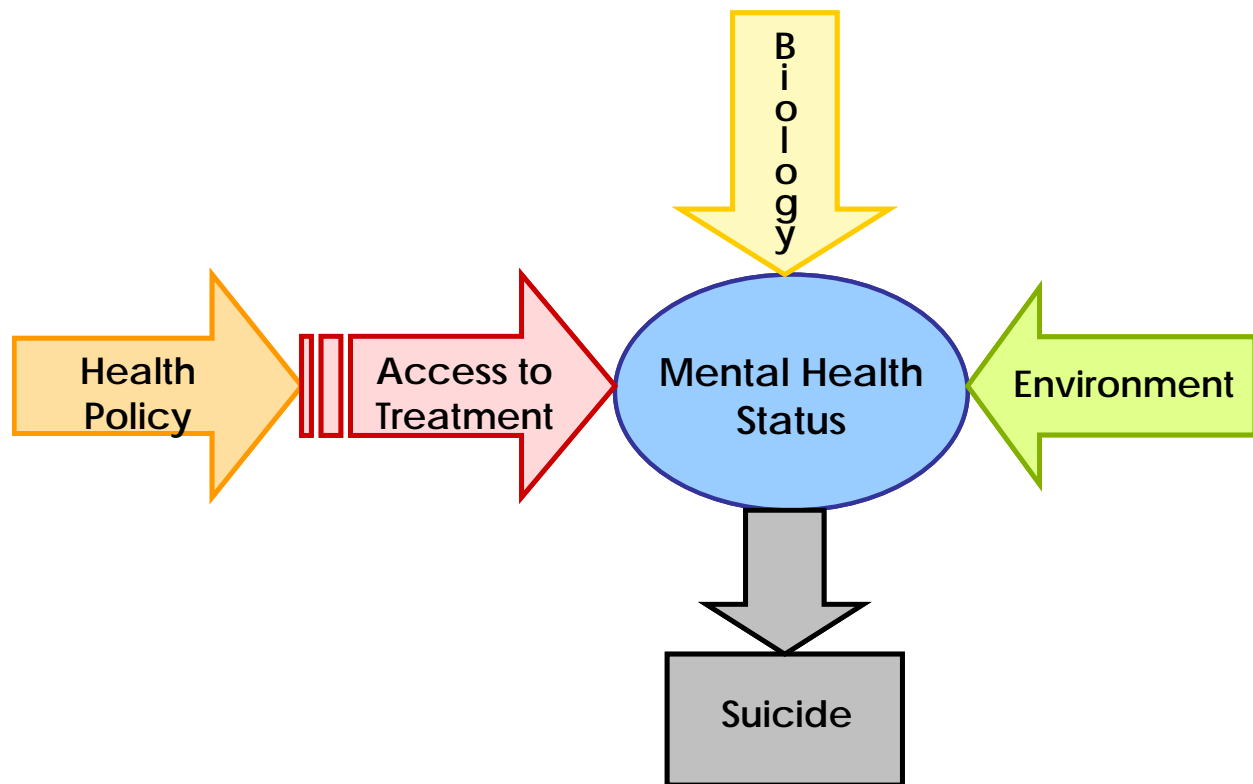 Biology
Health
Policy
Access to
Treatment
Mental Health
Status
Environment
Suicide